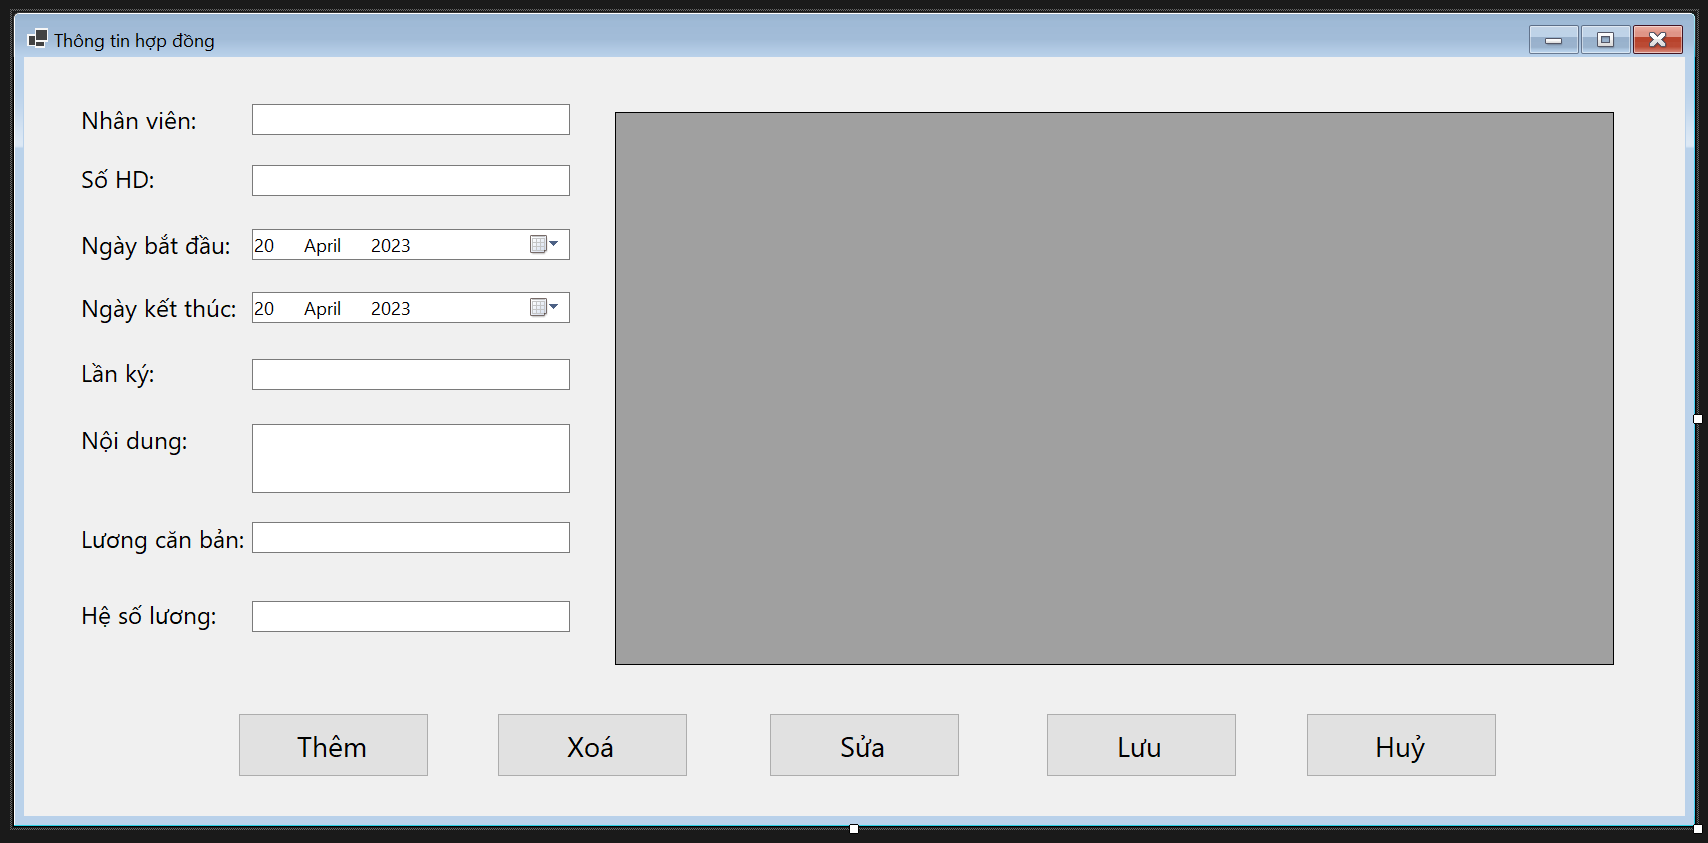 Thông tin hợp đồng
Nhân viên:
Số HD:
Ngày bắt đầu: 20 April 2023
Ngày kết thúc: 20 April 2023
Lần ký:
Nội dung:
Lương căn bản:
Hệ số lương:
Thêm Xoá Sửa Lưu Huỷ